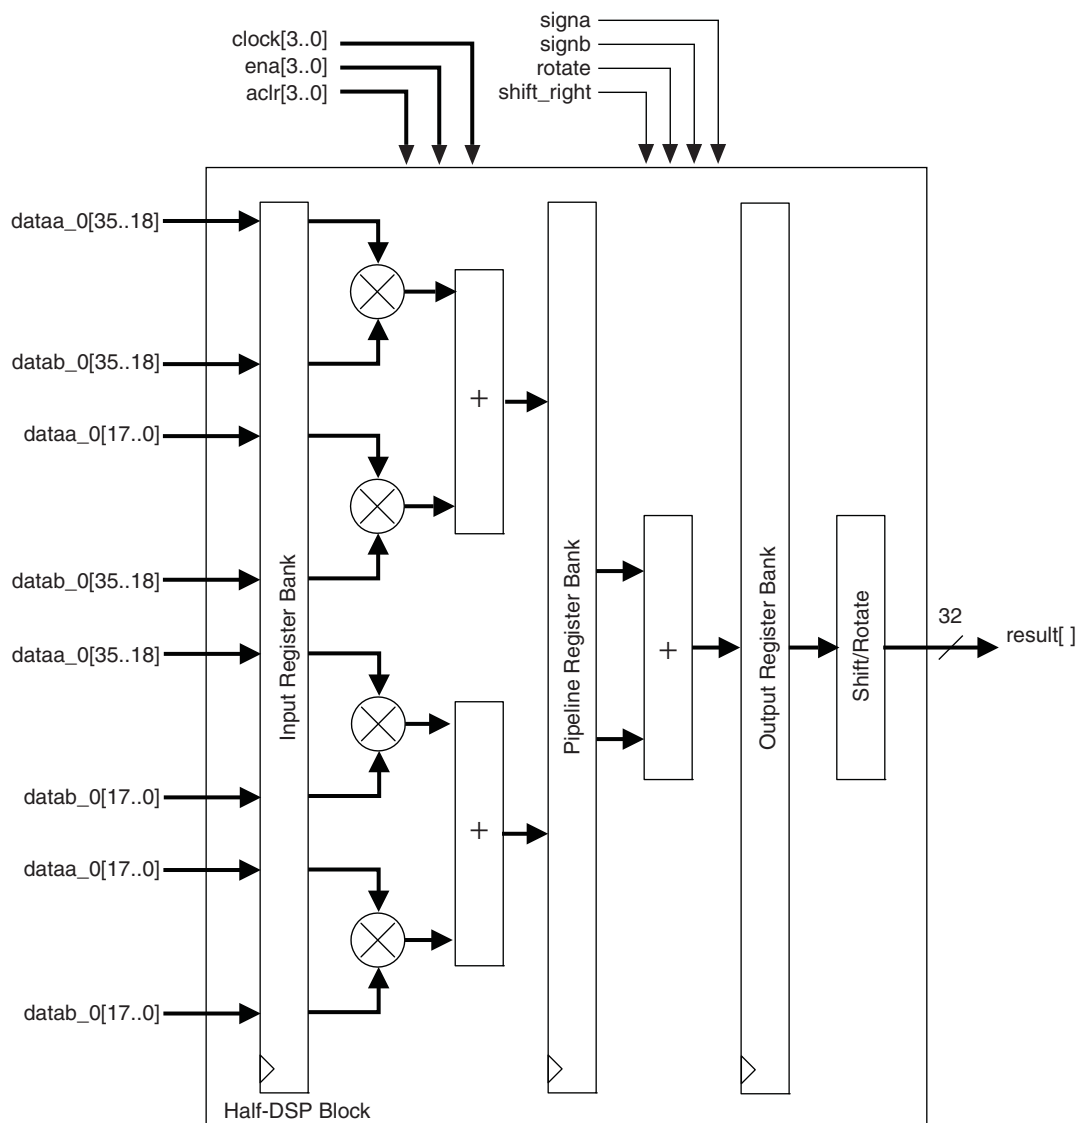 signa
clock[3..0]
signb
ena[3..0]
rotate
aclr[3..0]
shift_right
dataa_0[35..18]
datab_0[35..18]
+
dataa_0[17..0]
datab_0[35..18]
Input Register Bank
Pipeline Register Bank
Output Register Bank
Shift/Rotate
32
result[ ]
dataa_0[35..18]
+
datab_0[17..0]
+
dataa_0[17..0]
datab_0[17..0]
Half-DSP Block